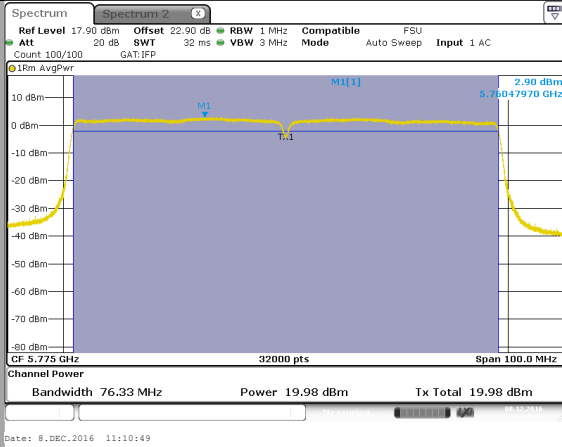 Spectrum Spectrum 2 X
Ref Level 17.90 dBm Offset 22.90 dB RBW 1 MHz Compatible FSU
Att 20 dB SWT 32 ms VBW 3 MHz Mode Auto Sweep Input 1 AC
Count 100/100 GAT:IFP
1Rm AvgPwr
M1[1] 2.90 dBm
5.76047970 GHz
10 dBm
M1
0 dBm
Tx1
-10 dBm
-20 dBm
-30 dBm
-40 dBm
-50 dBm
-60 dBm
-70 dBm
-80 dBm
CF 5.775 GHz 32000 pts Span 100.0 MHz
Channel Power
Bandwidth 76.33 MHz Power 19.98 dBm Tx Total 19.98 dBm
Measuring 08.12.2016
Date: 8.DEC.2016 11:10:49